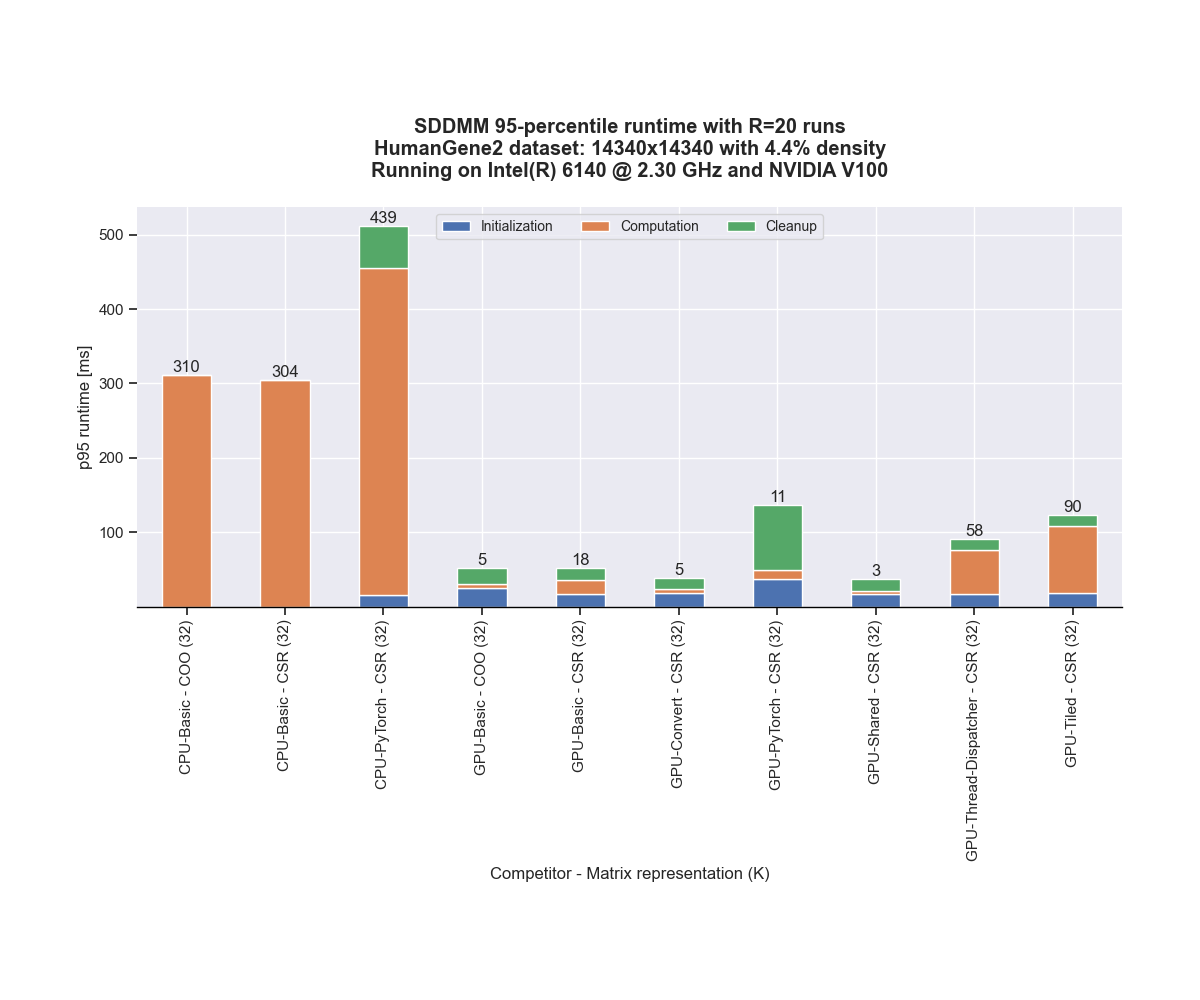 SDDMM 95-percentile runtime with R=20 runs
HumanGene2 dataset: 14340x14340 with 4.4% density
Running on Intel(R) 6140 @ 2.30 GHz and NVIDIA V100
Initialization
Computation
Cleanup
p95 runtime [ms]
500
400
300
200
100
310
304
439
5
18
5
11
3
58
90
CPU-Basic - COO (32)
CPU-Basic - CSR (32)
CPU-PyTorch - CSR (32)
GPU-Basic - COO (32)
GPU-Basic - CSR (32)
GPU-Convert - CSR (32)
GPU-PyTorch - CSR (32)
GPU-Shared - CSR (32)
GPU-Thread-Dispatcher - CSR (32)
GPU-Tiled - CSR (32)
Competitor - Matrix representation (K)